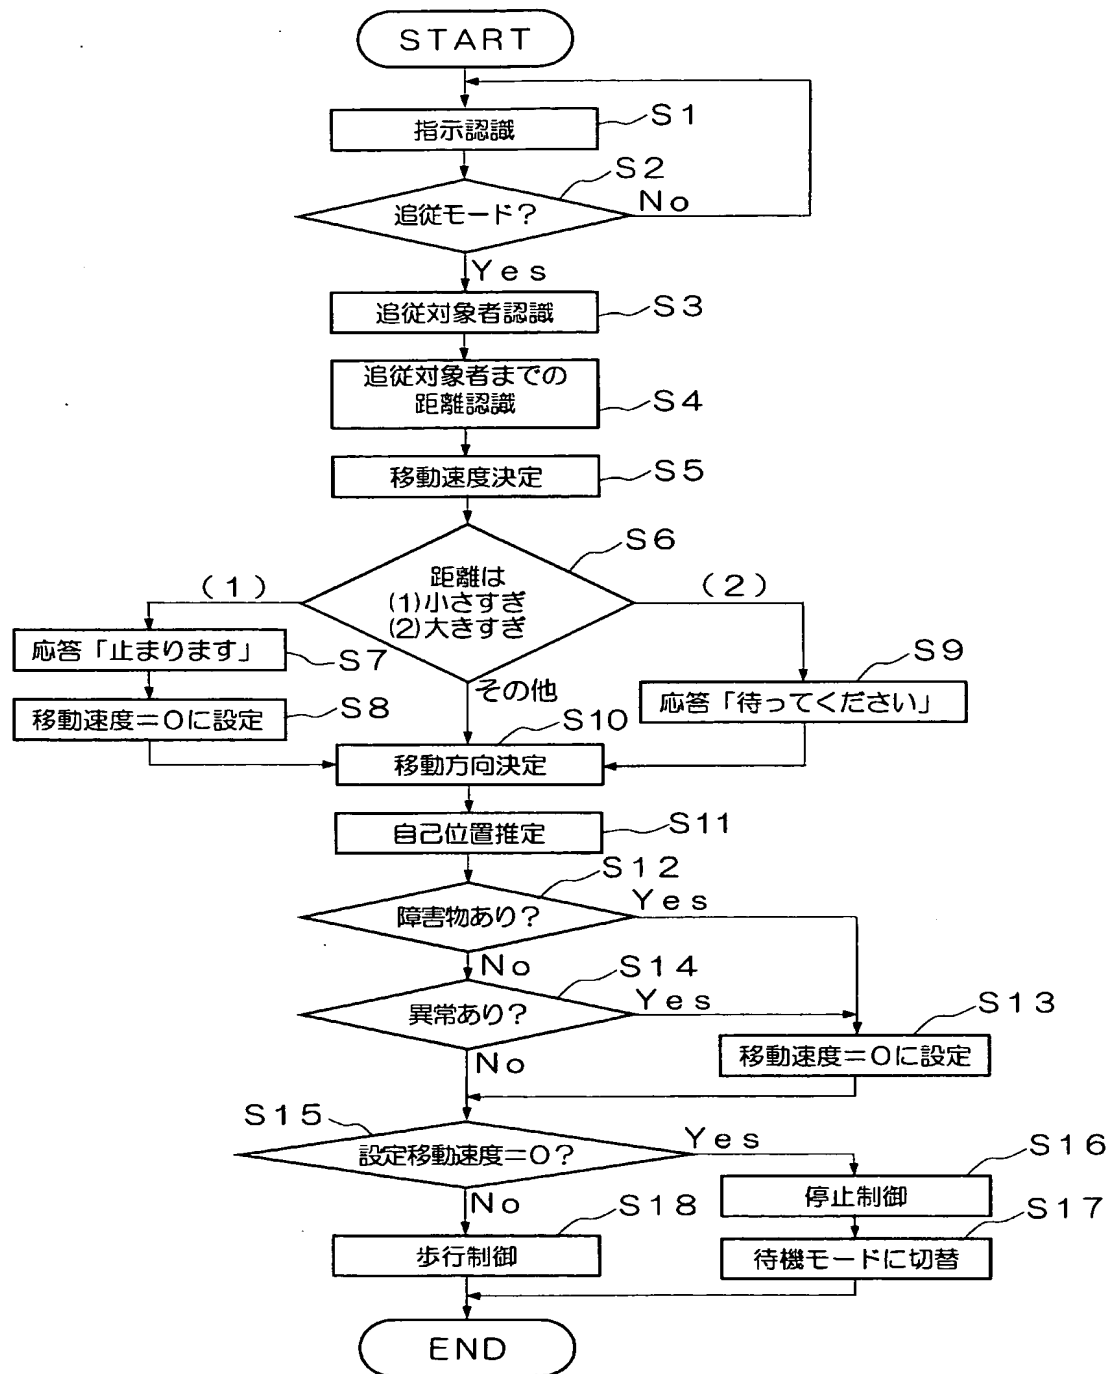 START
指示認識
S1
S2
追従モード?
No
Yes
追従対象者認識
S3
追従対象者までの
距離認識
S4
移動速度決定
S5
S6
距離は
(1)小さすぎ
(2)大きすぎ
(1)
(2)
応答「止まります」
S7
移動速度=0に設定
S8
その他
S9
応答「待ってください」
S10
移動方向決定
自己位置推定
S11
S12
障害物あり?
Yes
No
S14
異常あり?
Yes
No
S13
移動速度=0に設定
S15
設定移動速度=0?
Yes
No
S16
停止制御
S17
待機モードに切替
S18
歩行制御
END